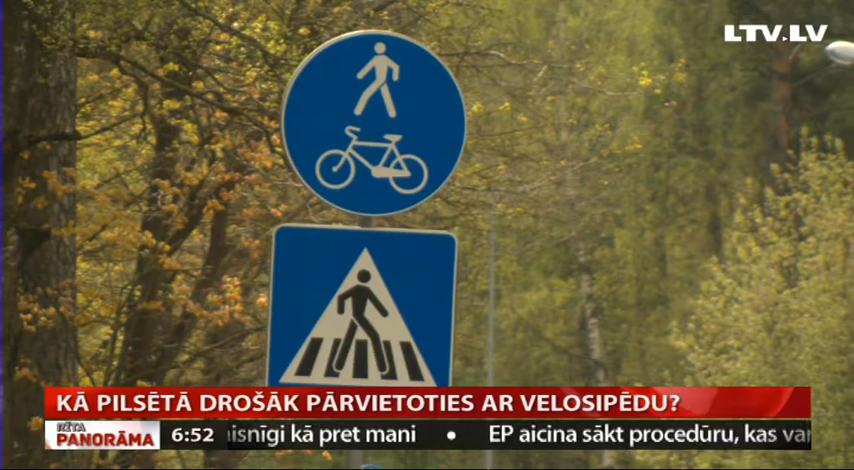 LTV.LV
KĀ PILSĒTĀ DROŠĀK PĀRVIETOTIES AR VELOSIPĒDU?
RĪTA
PANORĀMA
6:52 pret mani • EP aicina sākt procedūru, kas